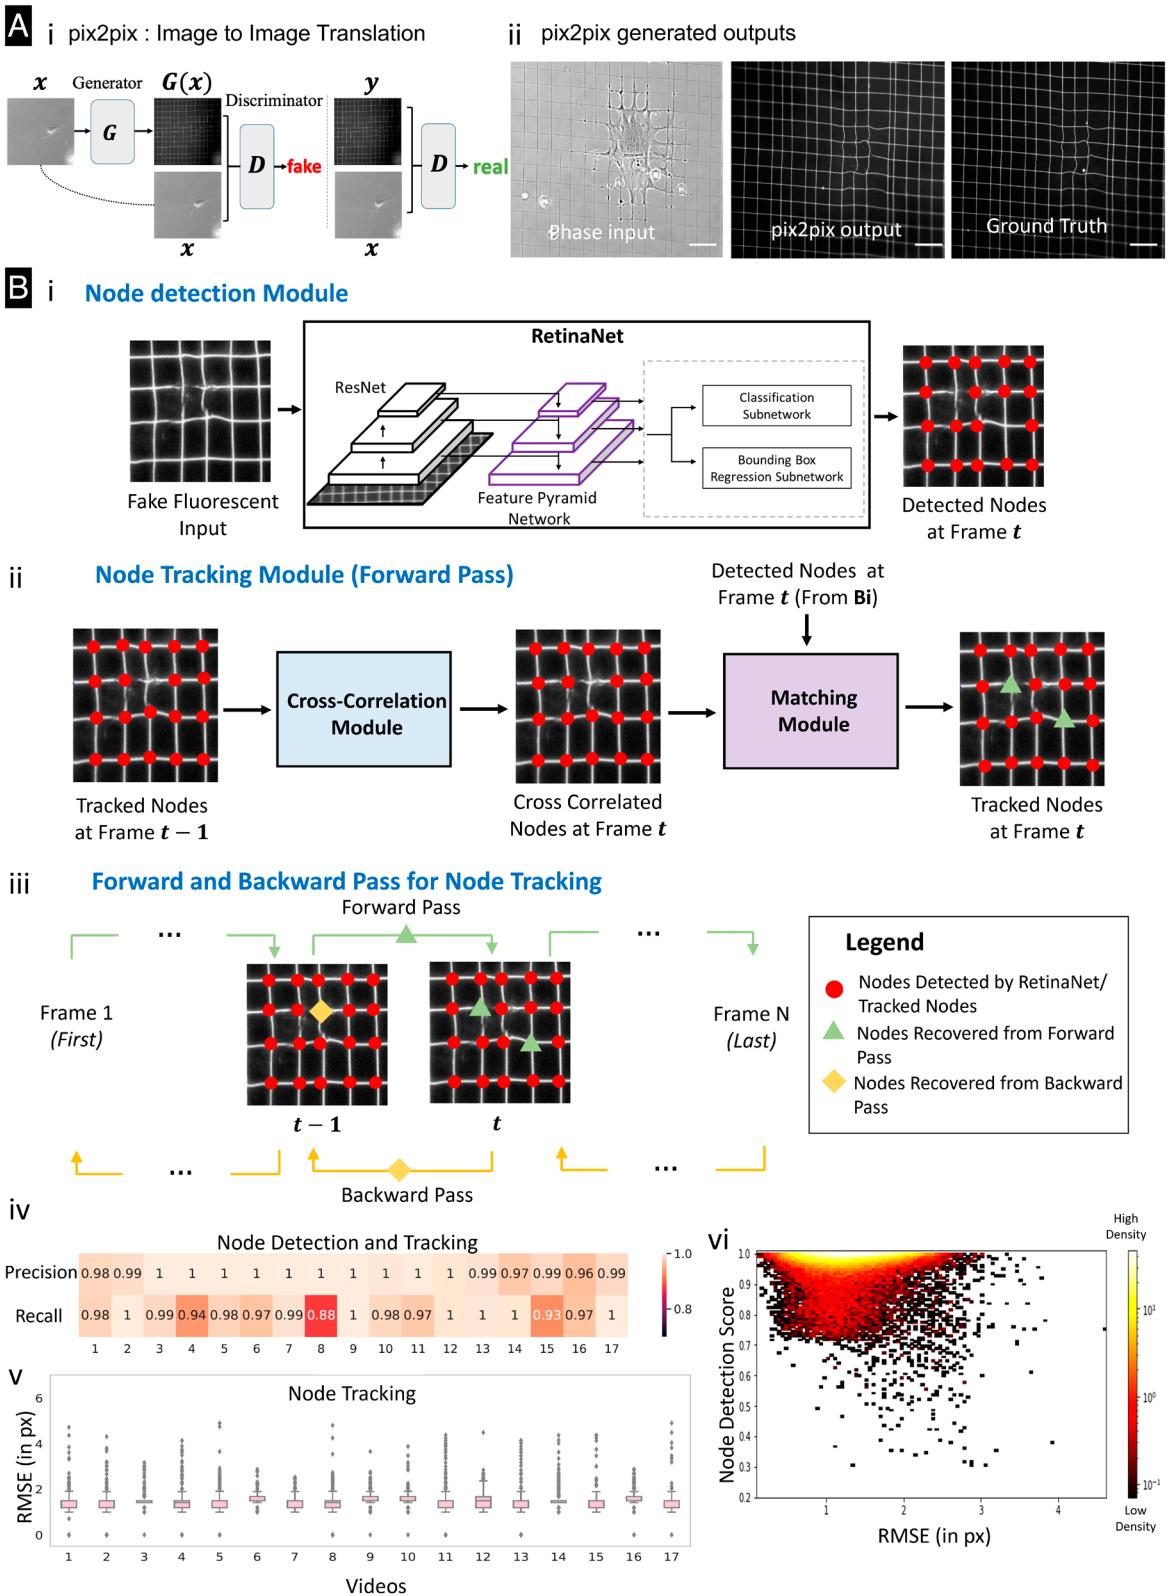 A
i pix2pix : Image to Image Translation
ii pix2pix generated outputs
x
Generator
G(x)
Discriminator
y
G
D
fake
D
real
x
x
Phase input
pix2pix output
Ground Truth
B
i Node detection Module
RetinaNet
ResNet
Feature Pyramid
Network
Classification
Subnetwork
Bounding Box
Regression Subnetwork
Fake Fluorescent
Input
Detected Nodes
at Frame t
ii Node Tracking Module (Forward Pass)
Detected Nodes at
Frame t (From Bi)
Cross-Correlation
Module
Matching
Module
Tracked Nodes
at Frame t − 1
Cross Correlated
Nodes at Frame t
Tracked Nodes
at Frame t
iii Forward and Backward Pass for Node Tracking
Forward Pass
... ...
Frame 1
(First)
Frame N
(Last)
t − 1
t
... ...
Backward Pass
Legend
Nodes Detected by RetinaNet/
Tracked Nodes
Nodes Recovered from Forward
Pass
Nodes Recovered from Backward
Pass
iv
Node Detection and Tracking
Precision 0.98 0.99 1 1 1 1 1 1 1 1 1 1 0.99 0.97 0.99 0.96 0.99
Recall 0.98 1 0.99 0.94 0.98 0.97 0.99 0.88 1 0.98 0.97 1 1 1 0.93 0.97 1
1 2 3 4 5 6 7 8 9 10 11 12 13 14 15 16 17
1.0
0.8
v
Node Tracking
RMSE (in px)
6
4
2
0
1 2 3 4 5 6 7 8 9 10 11 12 13 14 15 16 17
Videos
vi
Node Detection Score
1.0
0.9
0.8
0.7
0.6
0.5
0.4
0.3
0.2
1 2 3 4
RMSE (in px)
High
Density
10¹
10⁰
10⁻¹
Low
Density